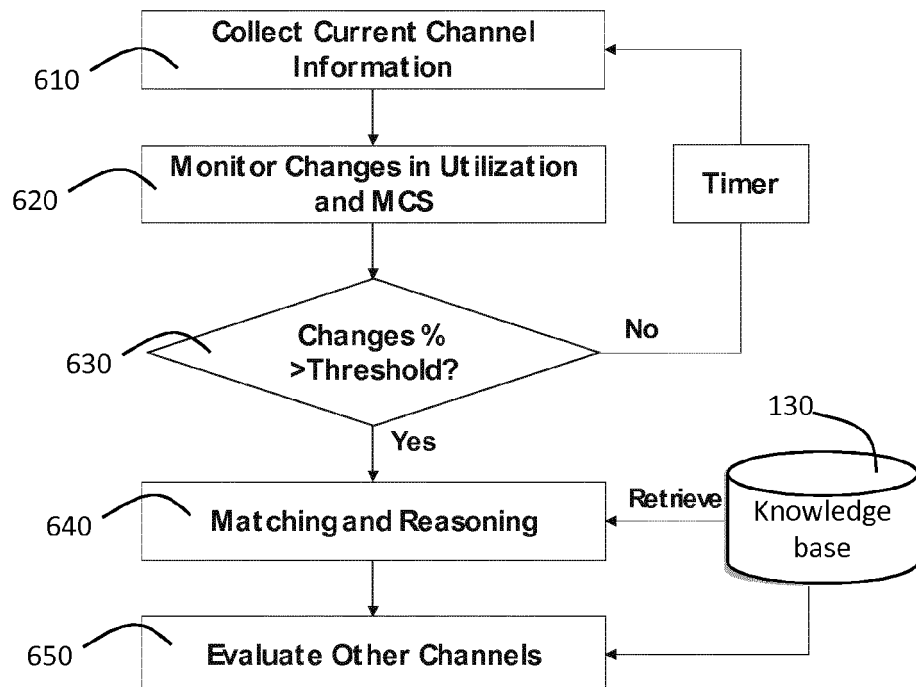 Collect Current Channel
Information
610
Monitor Changes in Utilization
and MCS
620
Timer
Changes %
>Threshold?
No
630
Yes
130
Matching and Reasoning
640
Retrieve
Knowledge
base
Evaluate Other Channels
650